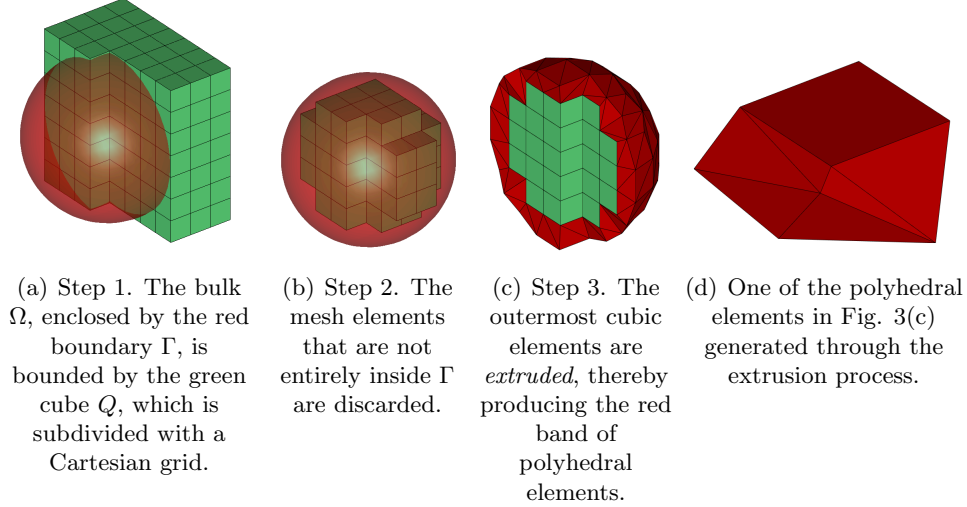 (a) Step 1. The bulk
Ω, enclosed by the red
boundary Γ, is
bounded by the green
cube Q, which is
subdivided with a
Cartesian grid.
(b) Step 2. The
mesh elements
that are not
entirely inside Γ
are discarded.
(c) Step 3. The
outermost cubic
elements are
extruded, thereby
producing the red
band of
polyhedral
elements.
(d) One of the polyhedral
elements in Fig. 3(c)
generated through the
extrusion process.